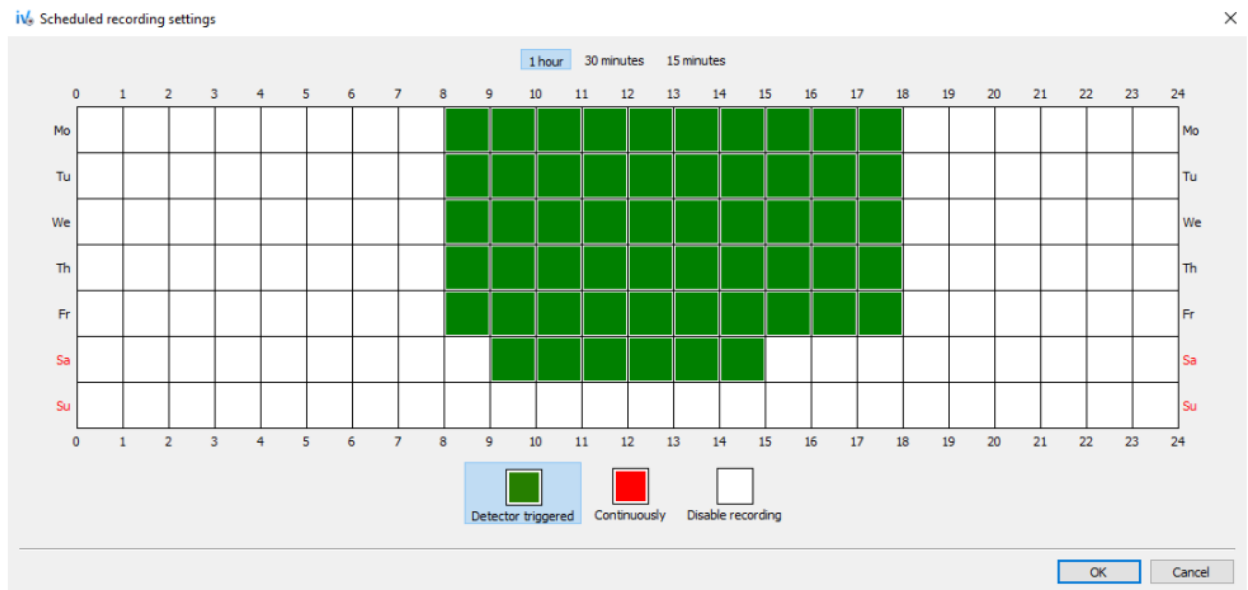 iV Scheduled recording settings
1 hour 30 minutes 15 minutes
0 1 2 3 4 5 6 7 8 9 10 11 12 13 14 15 16 17 18 19 20 21 22 23 24
Mo Mo
Tu Tu
We We
Th Th
Fr Fr
Sa Sa
Su Su
0 1 2 3 4 5 6 7 8 9 10 11 12 13 14 15 16 17 18 19 20 21 22 23 24
Detector triggered Continuously Disable recording
OK Cancel